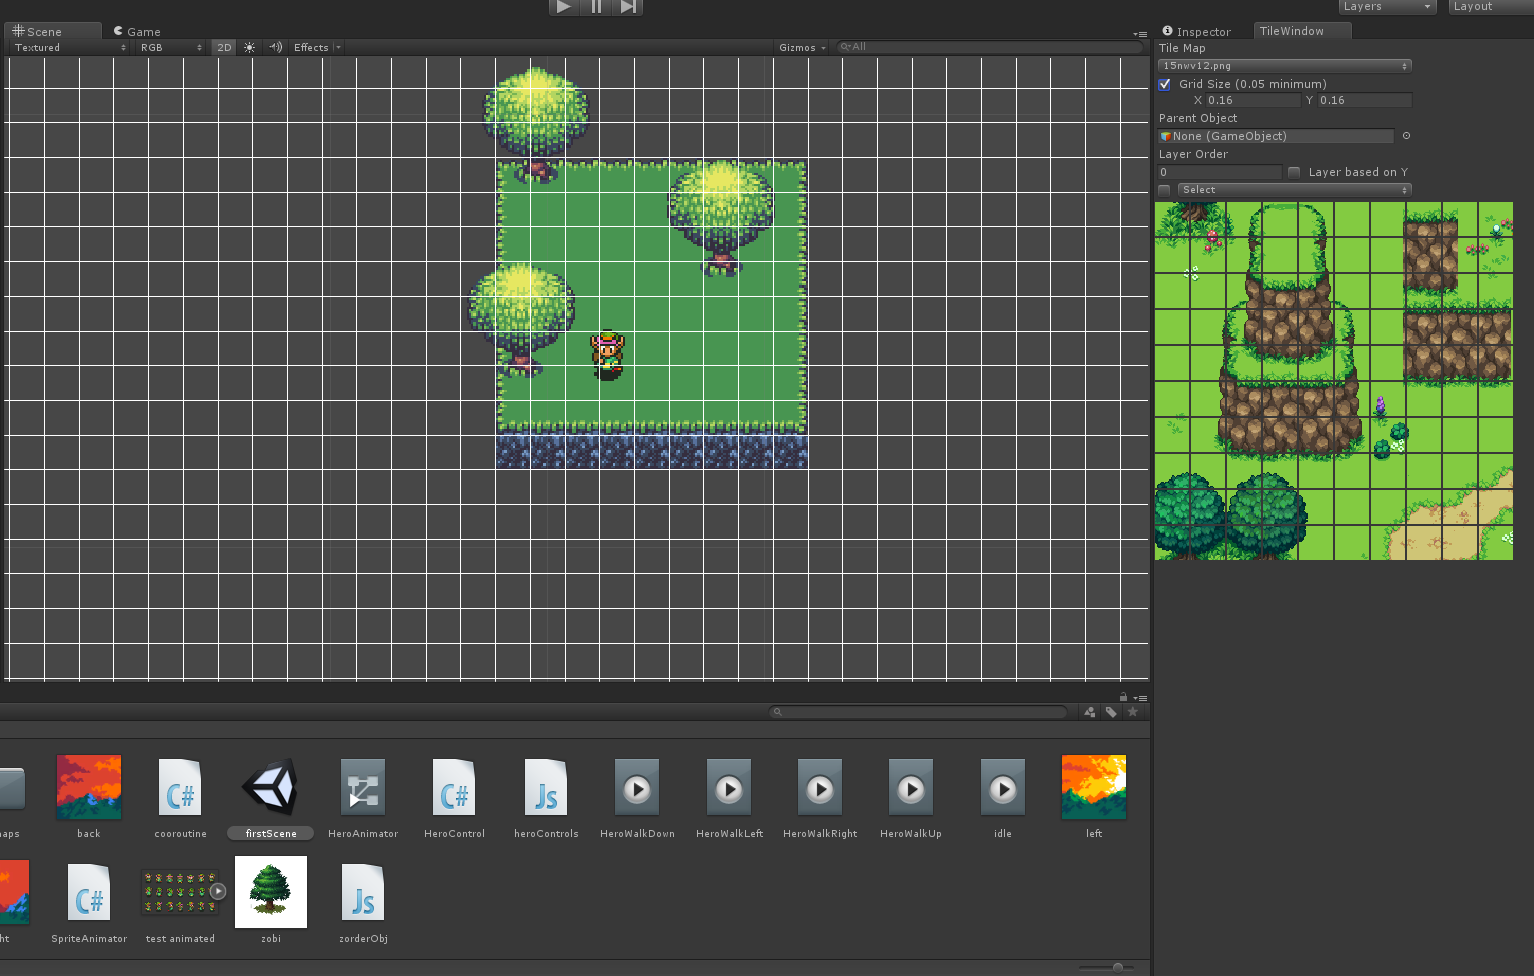 Layers
Layout
Scene
Game
Inspector
TileWindow
Textured
RGB
2D
Effects
Gizmos
All
Tile Map
15nwv12.png
Grid Size (0.05 minimum)
X 0.16 Y 0.16
Parent Object
None (GameObject)
Layer Order
0
Layer based on Y
Select
aps
back
C#
cooroutine
firstScene
HeroAnimator
C#
HeroControl
Js
heroControls
HeroWalkDown
HeroWalkLeft
HeroWalkRight
HeroWalkUp
idle
left
ht
C#
SpriteAnimator
test animated
zobi
Js
zorderObj